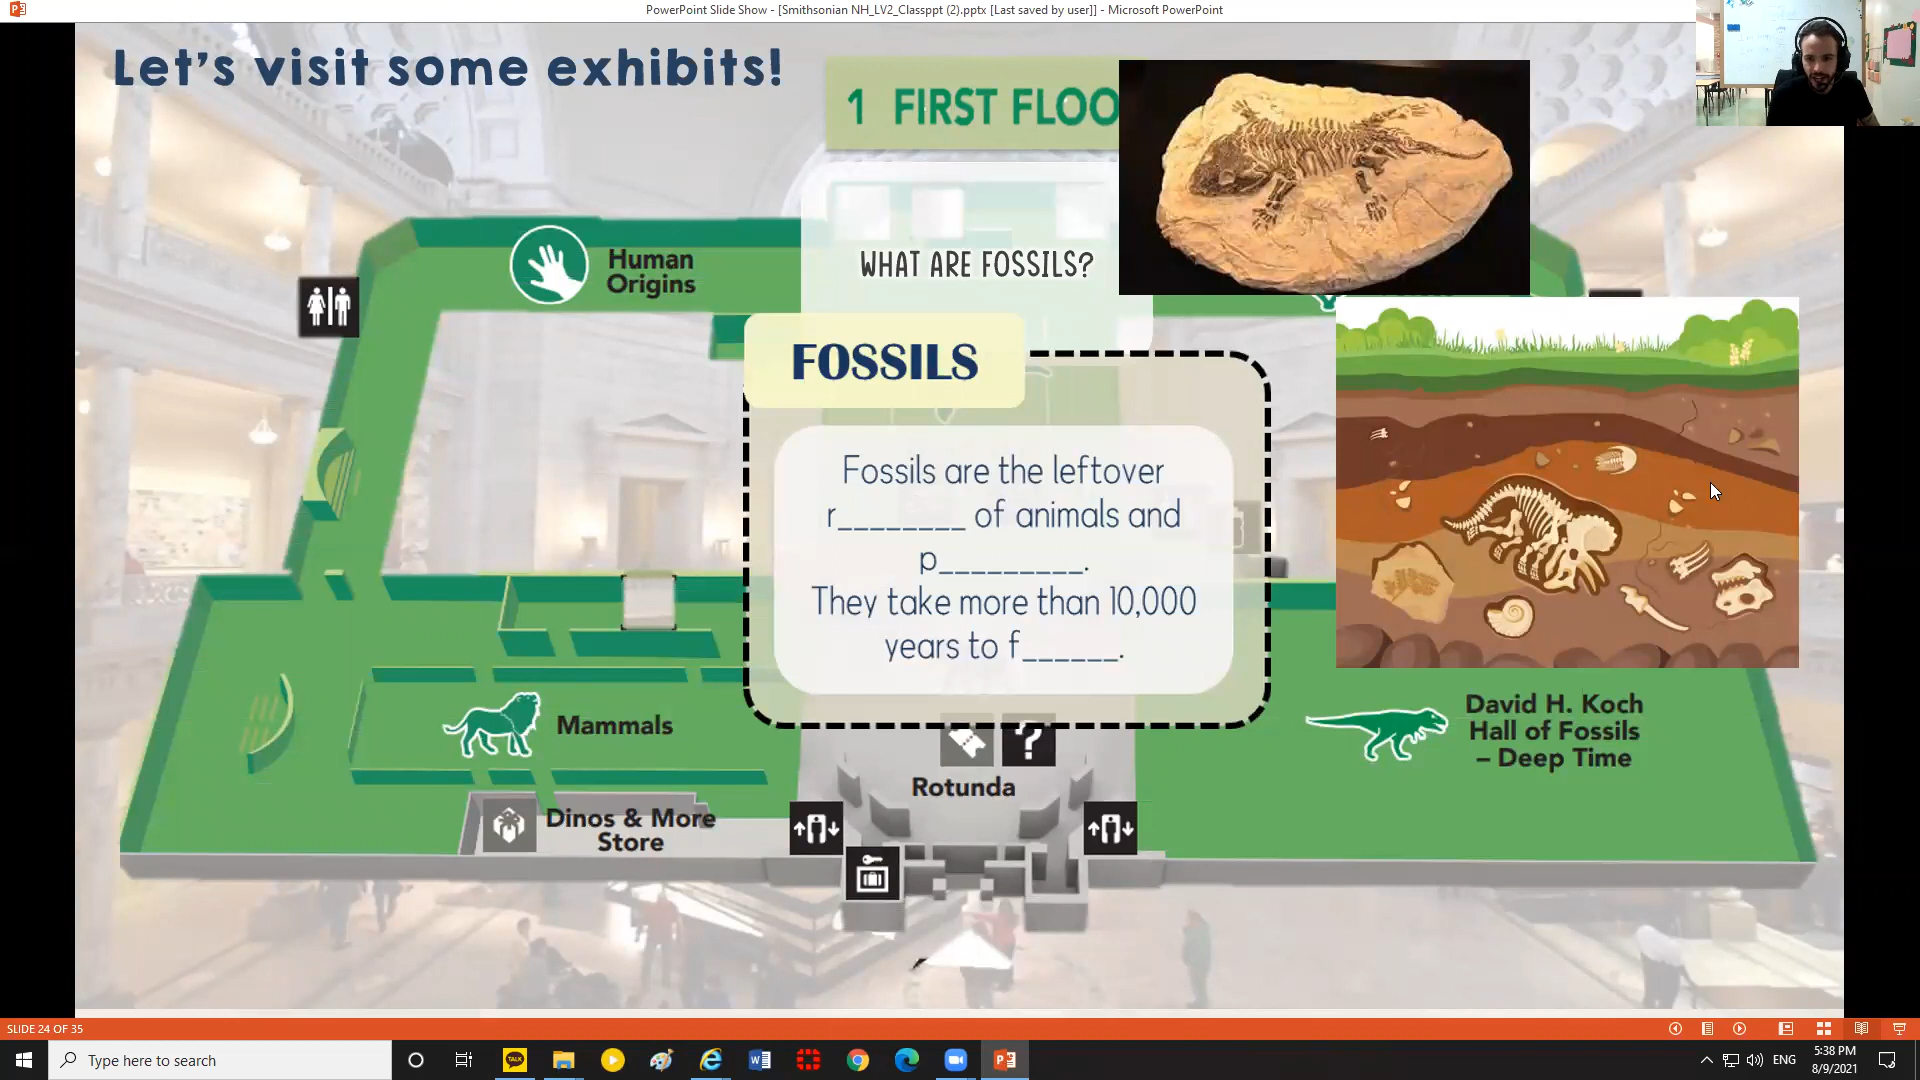 PowerPoint Slide Show - [Smithsonian NH_LV2_Classppt (2).pptx [Last saved by user]] - Microsoft PowerPoint
Let's visit some exhibits!
1 FIRST FLOO
Human
Origins
WHAT ARE FOSSILS?
FOSSILS
Fossils are the leftover
r________ of animals and
p_________.
They take more than 10,000
years to f______.
Mammals
David H. Koch
Hall of Fossils
– Deep Time
?
Rotunda
Dinos & More
Store
SLIDE 24 OF 35
Type here to search
TALK
ENG
5:38 PM
8/9/2021